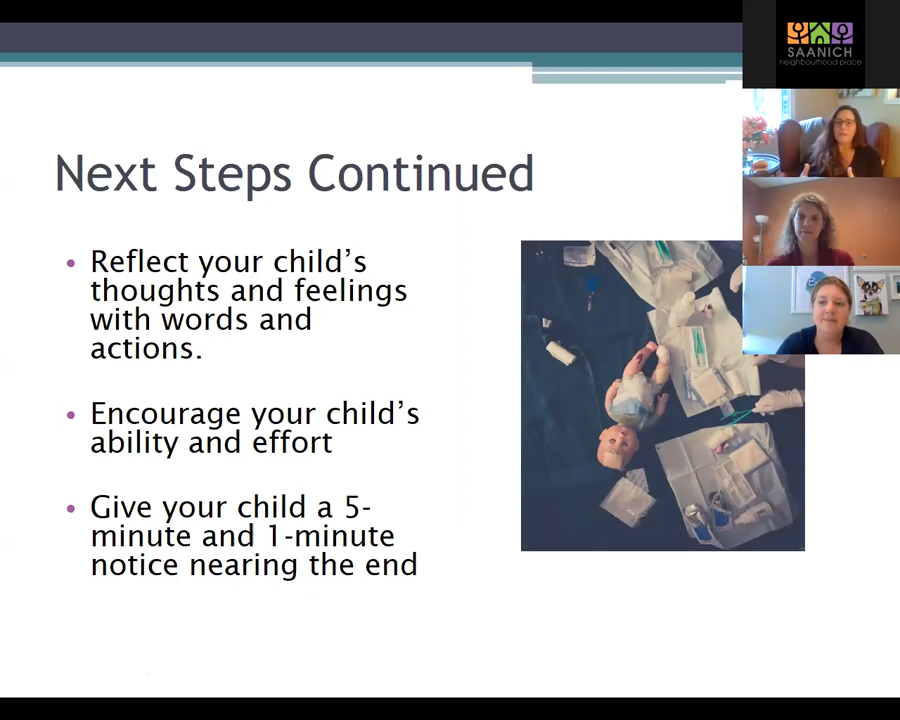 SAANICH
neighbourhood place
Next Steps Continued
• Reflect your child's
thoughts and feelings
with words and
actions.
• Encourage your child's
ability and effort
• Give your child a 5-
minute and 1-minute
notice nearing the end